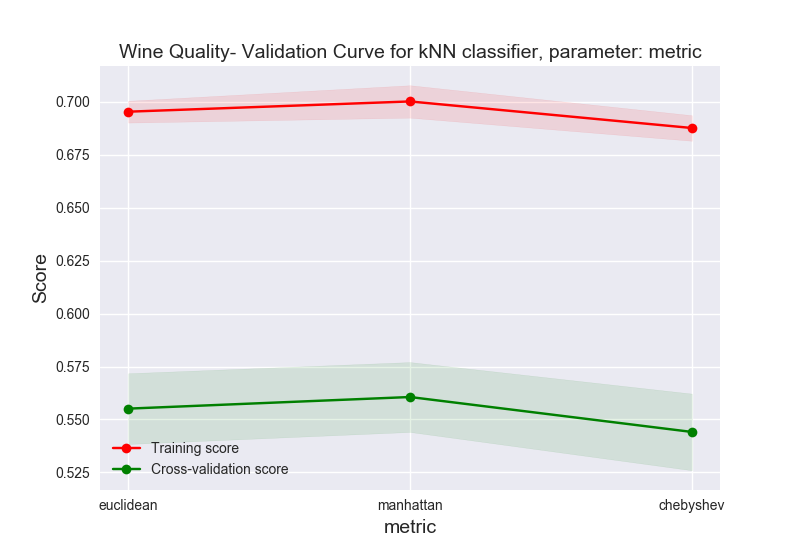 Wine Quality- Validation Curve for kNN classifier, parameter: metric
0.700
0.675
0.650
0.625
0.600
0.575
0.550
0.525
Score
Training score
Cross-validation score
euclidean
manhattan
chebyshev
metric